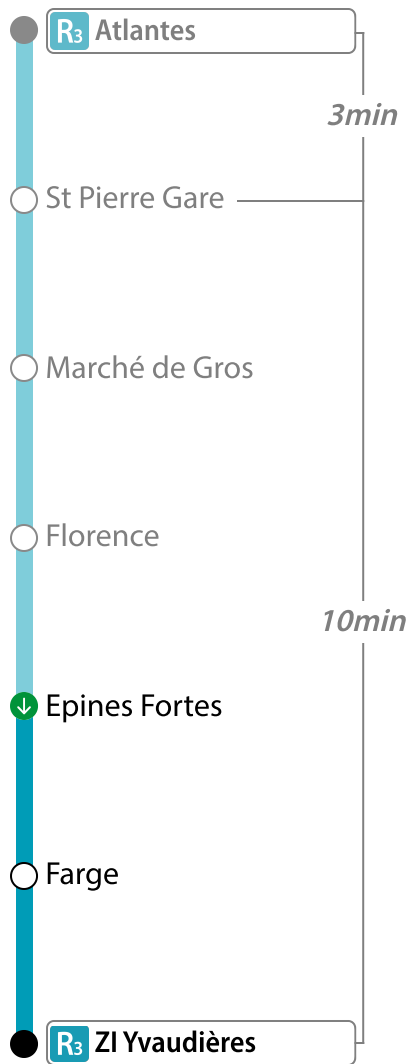 R3 Atlantes
3min
St Pierre Gare
Marché de Gros
Florence
10min
Epines Fortes
Farge
R3 ZI Yvaudières